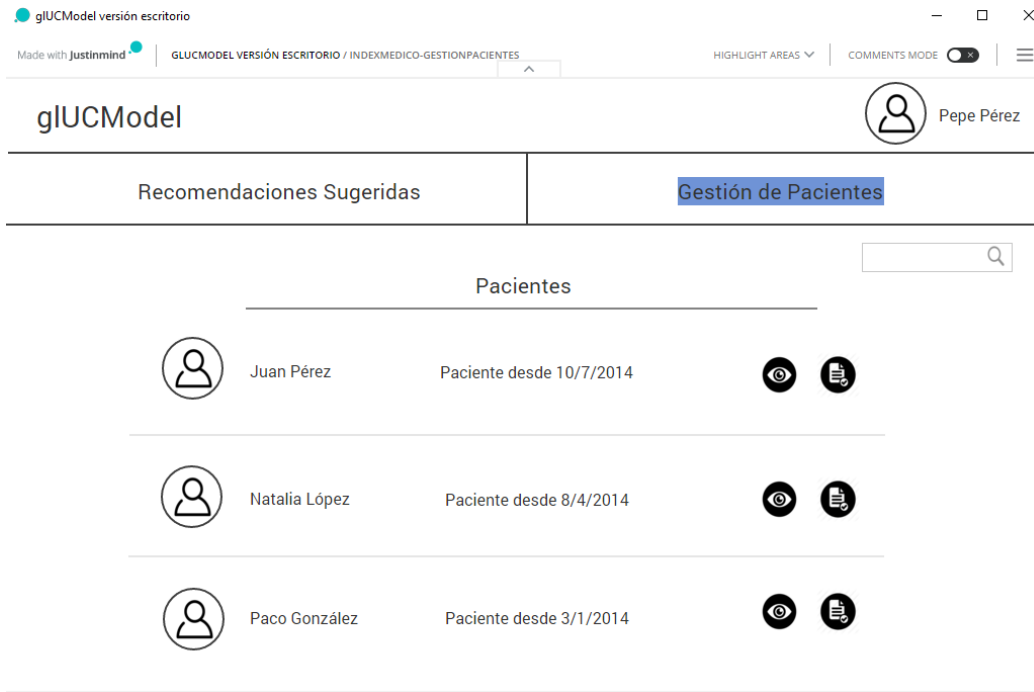 glUCModel versión escritorio
Made with Justinmind
GLUCMODEL VERSIÓN ESCRITORIO / INDEXMEDICO-GESTIONPACIENTES
HIGHLIGHT AREAS
COMMENTS MODE
glUCModel
Pepe Pérez
Recomendaciones Sugeridas
Gestión de Pacientes
Pacientes
Juan Pérez Paciente desde 10/7/2014
Natalia López Paciente desde 8/4/2014
Paco González Paciente desde 3/1/2014